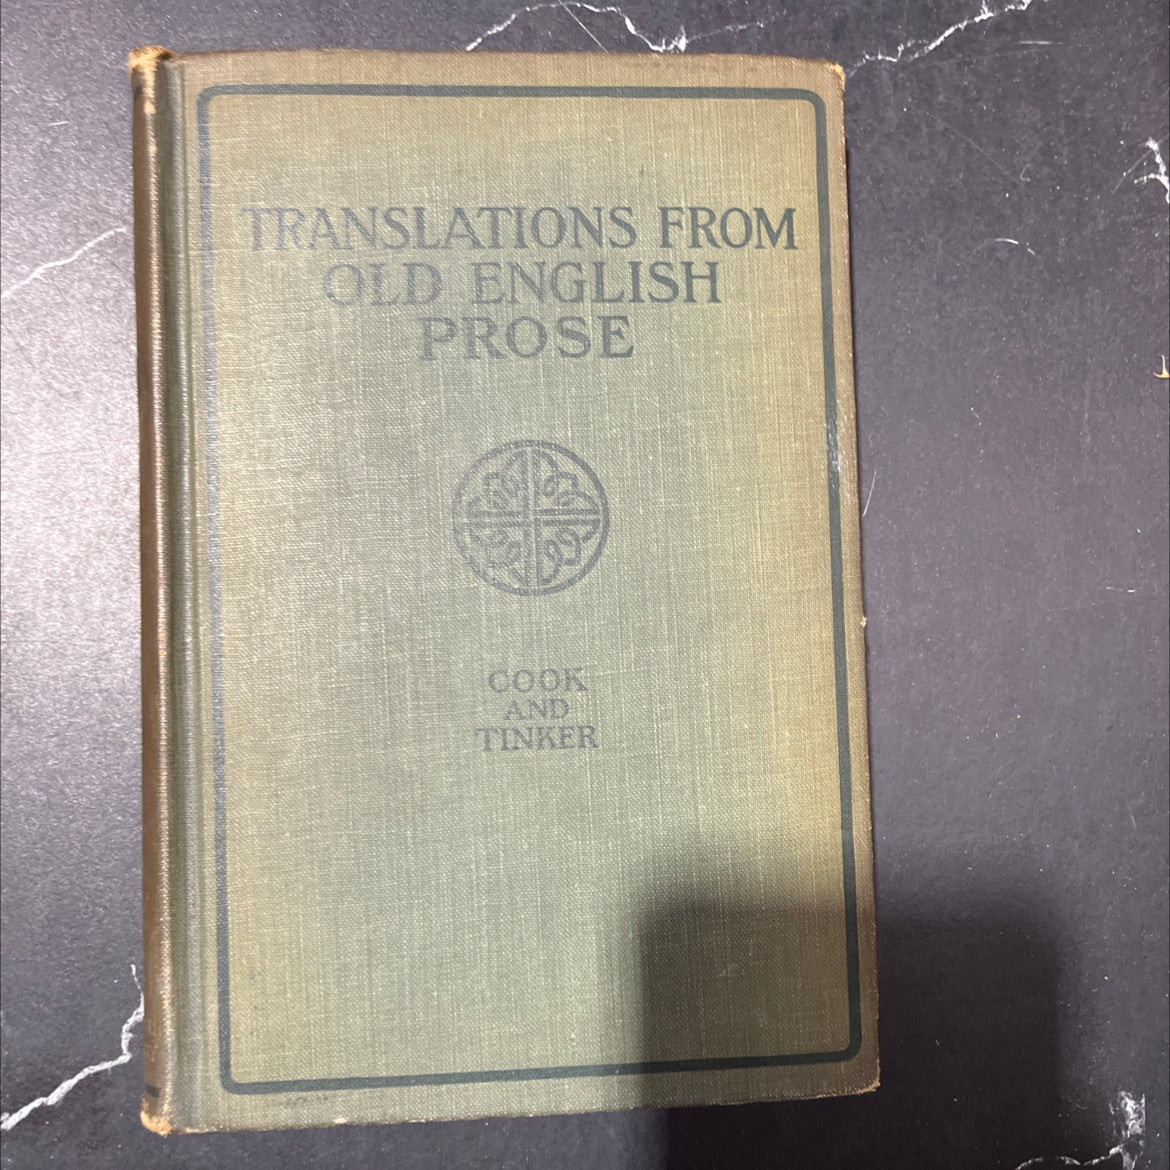 TRANSLATIONS FROM
OLD ENGLISH
PROSE
COOK
AND
TINKER